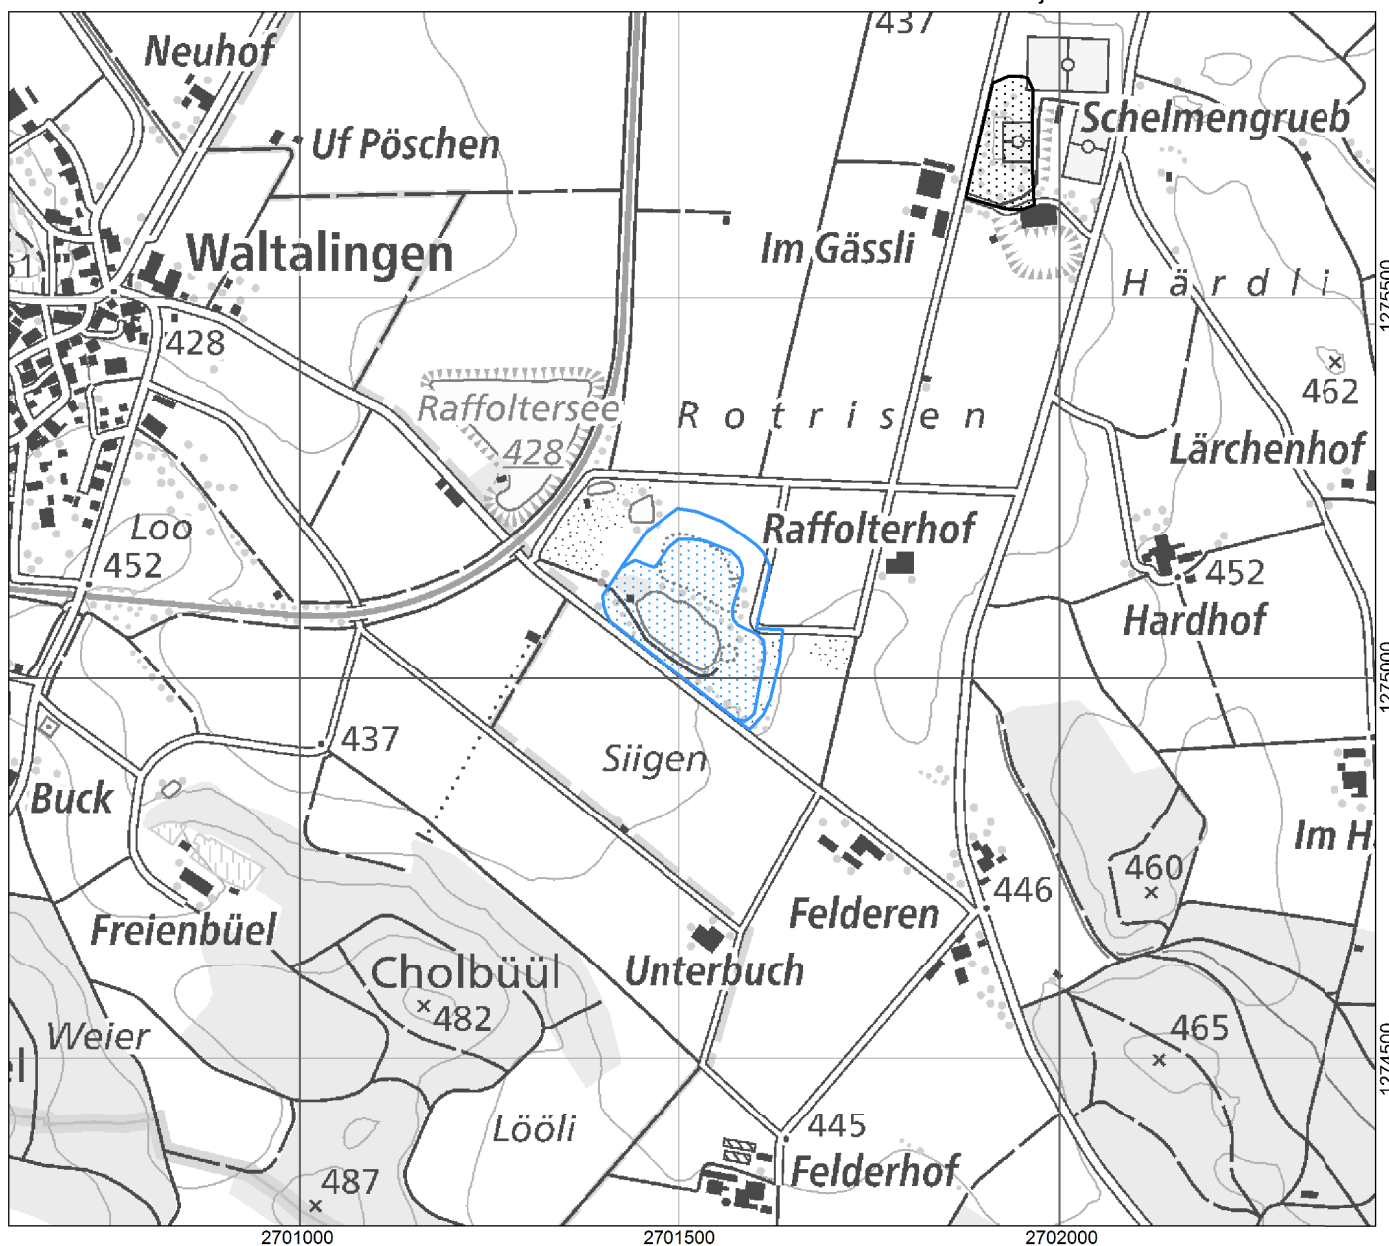 437
Neuhof
Schelmengrueb
Uf Pöschen
Waltalingen
Im Gässli
Härdli
1275500
428
462
Raffoltersee
428
Rotrisen
Lärchenhof
Loo
Raffolterhof
452
452
Hardhof
1275000
437
Siigen
Buck
Im H
460
446
Freienbüel
Felderen
Cholbüül
482
Unterbuch
Weier
465
1274500
Lööli
445
Felderhof
487
2701000
2701500
2702000